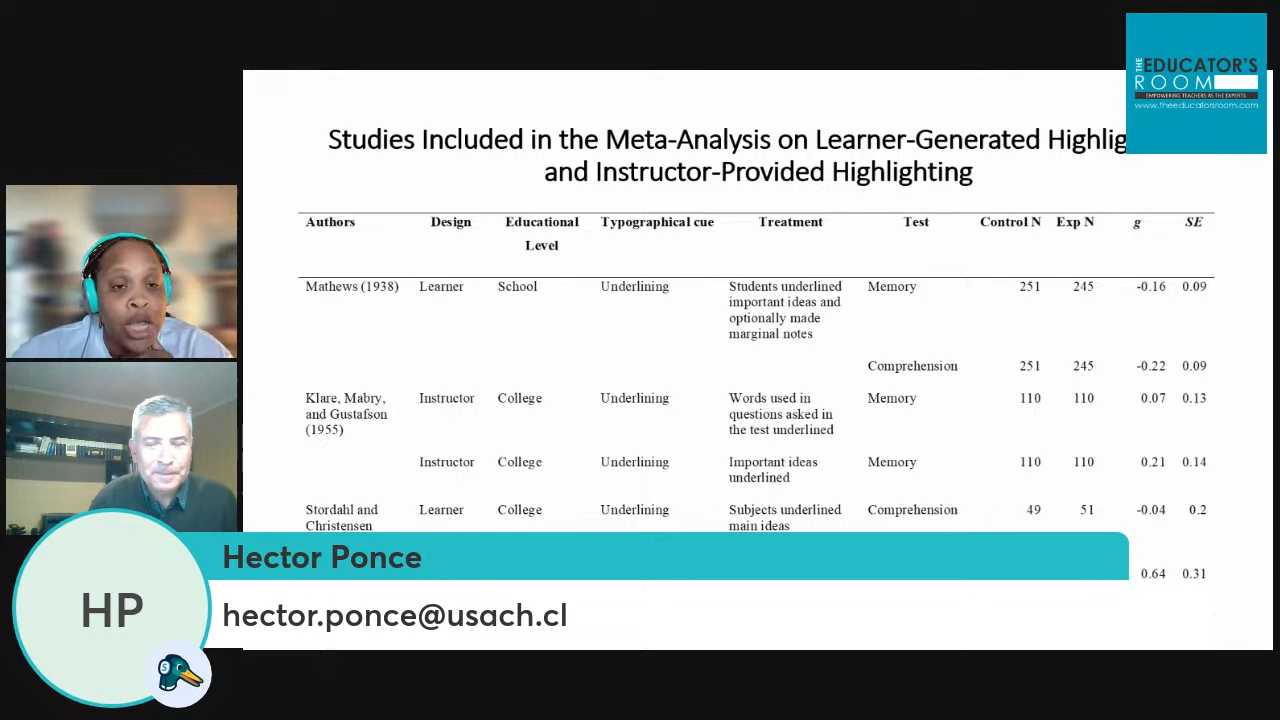 THE EDUCATOR'S
ROOM
EMPOWERING TEACHERS AS THE EXPERTS
www.theeducatorsroom.com
Studies Included in the Meta-Analysis on Learner-Generated
and Instructor-Provided Highlighting
Authors Design Educational Typographical cue Treatment Test Control N Exp N g SE
Level
Mathews (1938) Learner School Underlining Students underlined Memory 251 245 -0.16 0.09
important ideas and
optionally made
marginal notes
Comprehension 251 245 -0.22 0.09
Klare, Mabry, Instructor College Underlining Words used in Memory 110 110 0.07 0.13
and Gustafson questions asked in
(1955) the test underlined
Instructor College Underlining Important ideas Memory 110 110 0.21 0.14
underlined
Stordahl and Learner College Underlining Subjects underlined Comprehension 49 51 -0.04 0.2
Christensen main ideas
0.64 0.31
HP
S
Hector Ponce
hector.ponce@usach.cl